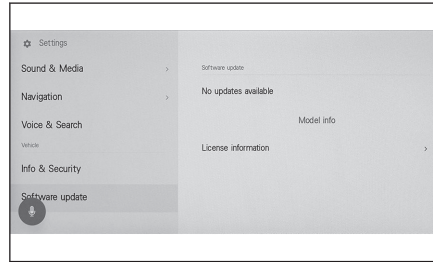 Settings
Sound & Media
Navigation
Voice & Search
Vehicle
Info & Security
Software update
Software update
No updates available
Model info
License information